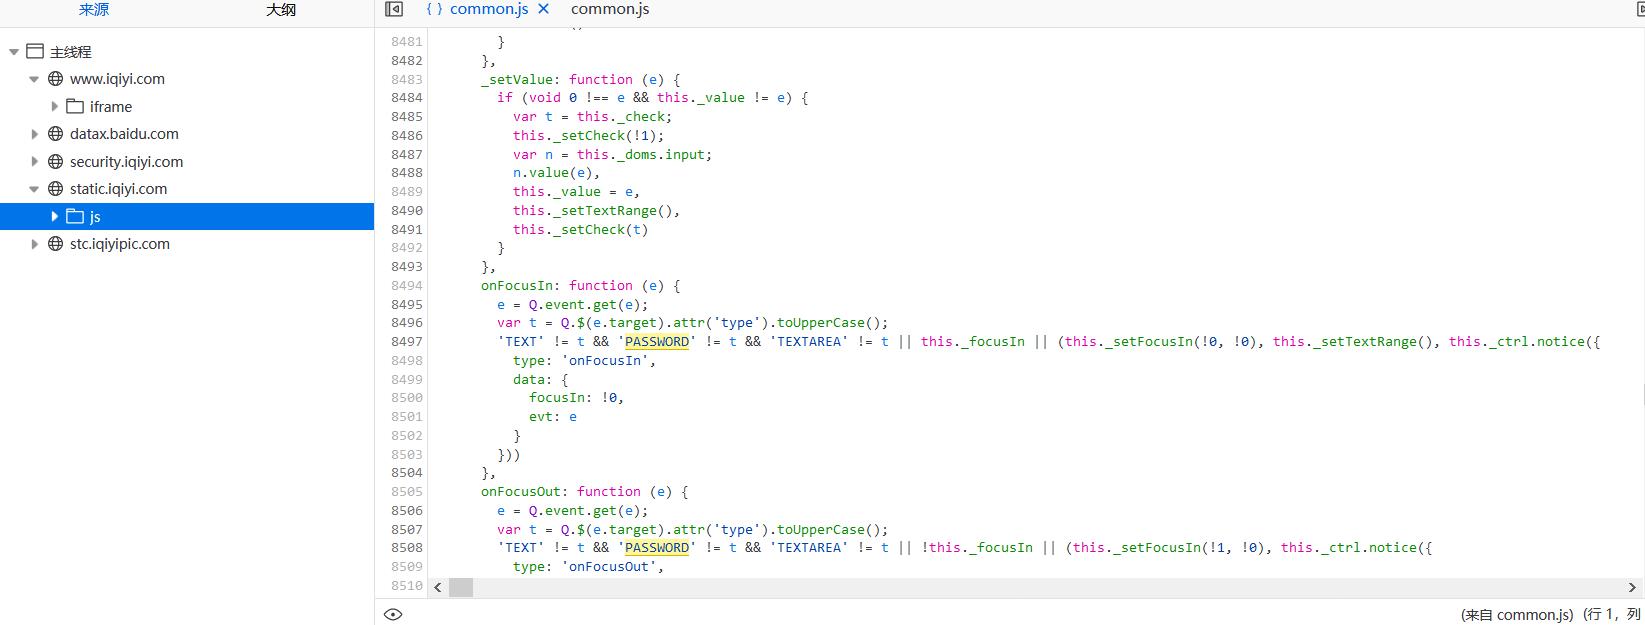 来源 大纲
{ } common.js × common.js
主线程
www.iqiyi.com
iframe
datax.baidu.com
security.iqiyi.com
static.iqiyi.com
js
stc.iqiyipic.com
8481 }
8482 },
8483 _setValue: function (e) {
8484 if (void 0 !== e && this._value != e) {
8485 var t = this._check;
8486 this._setCheck(!1);
8487 var n = this._doms.input;
8488 n.value(e),
8489 this._value = e,
8490 this._setTextRange(),
8491 this._setCheck(t)
8492 }
8493 },
8494 onFocusIn: function (e) {
8495 e = Q.event.get(e);
8496 var t = Q.$(e.target).attr('type').toUpperCase();
8497 'TEXT' != t && 'PASSWORD' != t && 'TEXTAREA' != t || this._focusIn || (this._setFocusIn(!0, !0), this._setTextRange(), this._ctrl.notice({
8498 type: 'onFocusIn',
8499 data: {
8500 focusIn: !0,
8501 evt: e
8502 }
8503 }))
8504 },
8505 onFocusOut: function (e) {
8506 e = Q.event.get(e);
8507 var t = Q.$(e.target).attr('type').toUpperCase();
8508 'TEXT' != t && 'PASSWORD' != t && 'TEXTAREA' != t || !this._focusIn || (this._setFocusIn(!1, !0), this._ctrl.notice({
8509 type: 'onFocusOut',
8510
(来自 common.js) (行 1，列